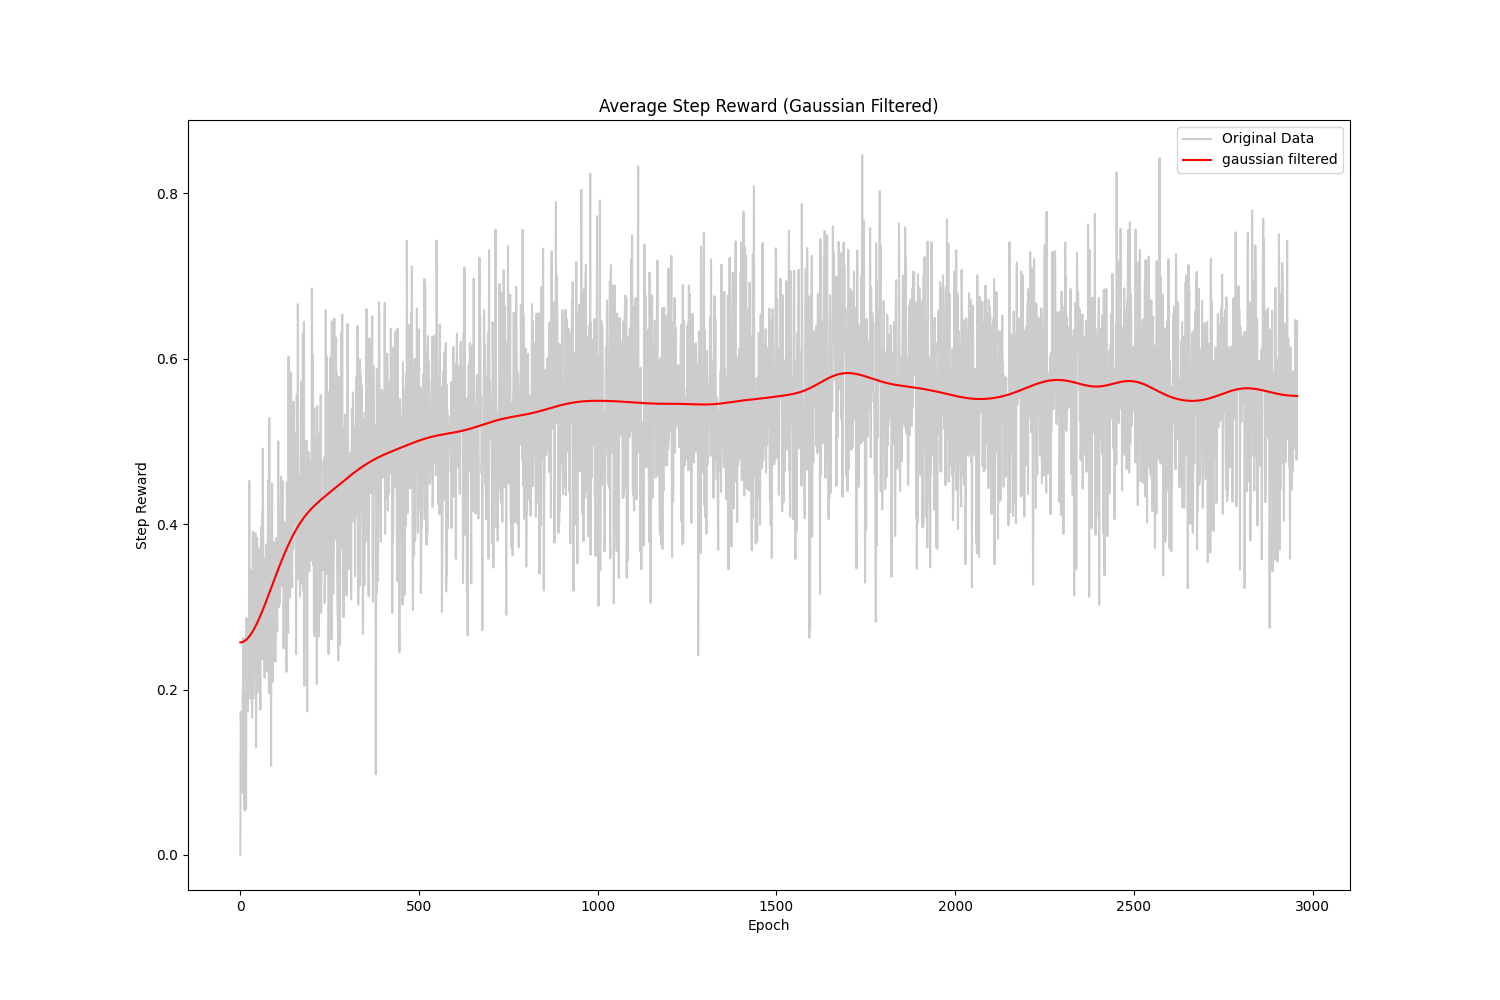 Average Step Reward (Gaussian Filtered)
Original Data
gaussian filtered
Step Reward
0.8
0.6
0.4
0.2
0.0
0
500
1000
1500
2000
2500
3000
Epoch